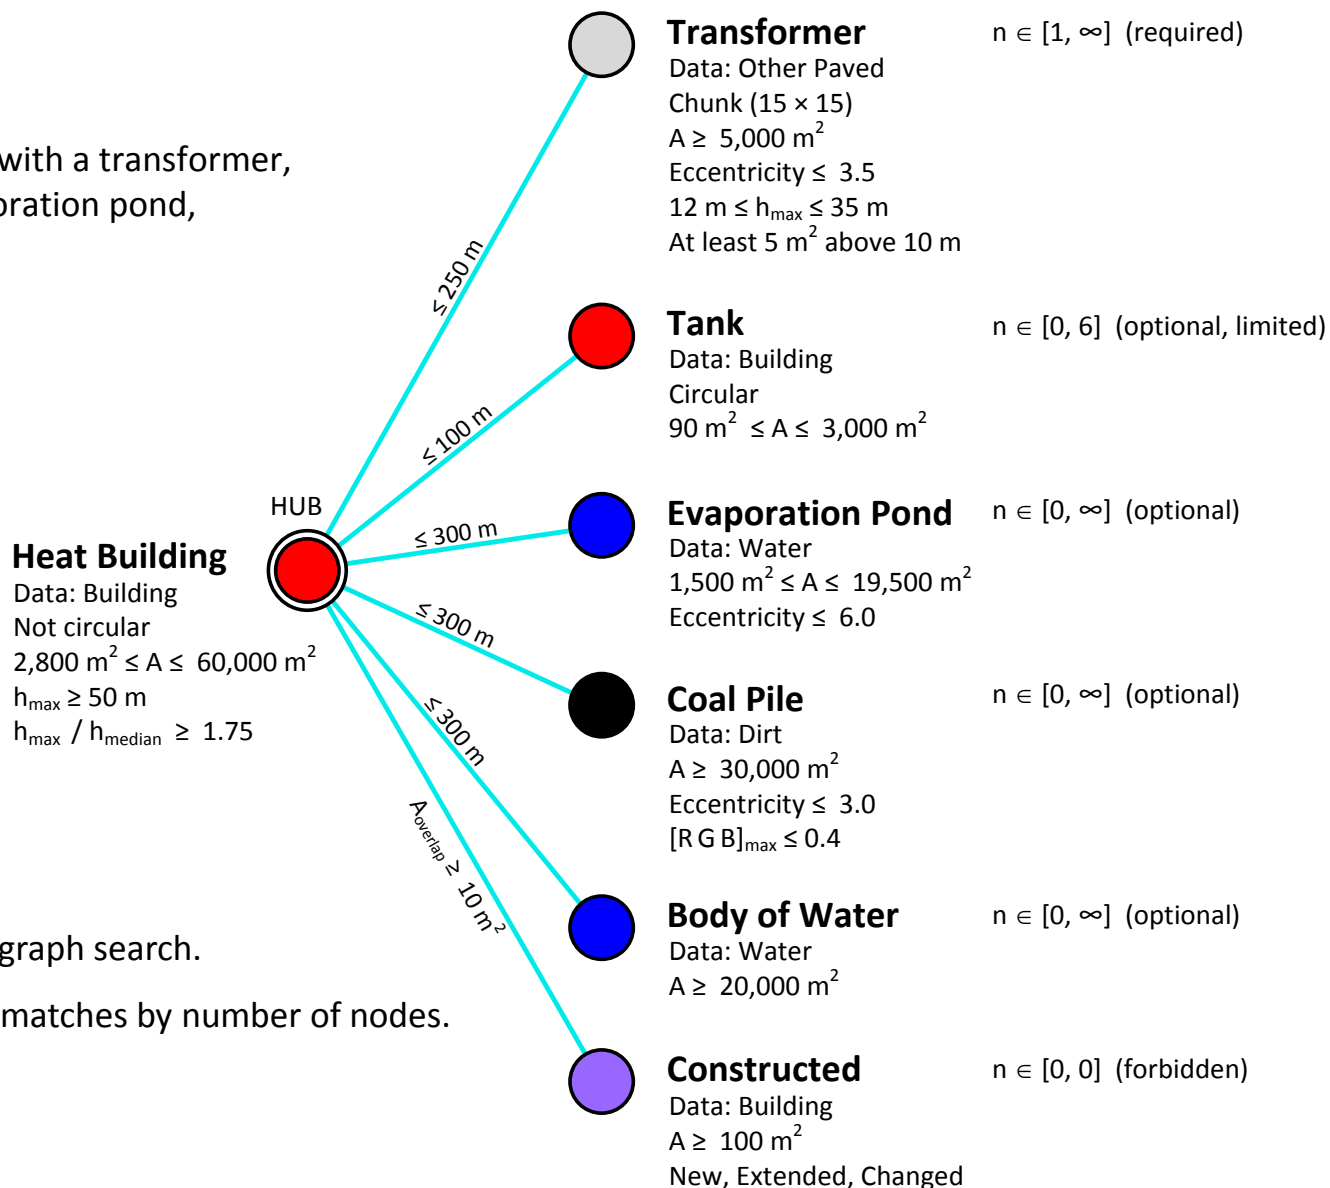 with a transformer,
oration pond,
graph search.
matches by number of nodes.
HUB
Heat Building
Data: Building
Not circular
2,800 m² ≤ A ≤ 60,000 m²
hmax ≥ 50 m
hmax / hmedian ≥ 1.75
≤ 250 m
≤ 100 m
≤ 300 m
≤ 300 m
≤ 300 m
Aoverlap ≥ 10 m²
Transformer
n ∈ [1, ∞] (required)
Data: Other Paved
Chunk (15 × 15)
A ≥ 5,000 m²
Eccentricity ≤ 3.5
12 m ≤ hmax ≤ 35 m
At least 5 m² above 10 m
Tank
n ∈ [0, 6] (optional, limited)
Data: Building
Circular
90 m² ≤ A ≤ 3,000 m²
Evaporation Pond
n ∈ [0, ∞] (optional)
Data: Water
1,500 m² ≤ A ≤ 19,500 m²
Eccentricity ≤ 6.0
Coal Pile
n ∈ [0, ∞] (optional)
Data: Dirt
A ≥ 30,000 m²
Eccentricity ≤ 3.0
[R G B]max ≤ 0.4
Body of Water
n ∈ [0, ∞] (optional)
Data: Water
A ≥ 20,000 m²
Constructed
n ∈ [0, 0] (forbidden)
Data: Building
A ≥ 100 m²
New, Extended, Changed